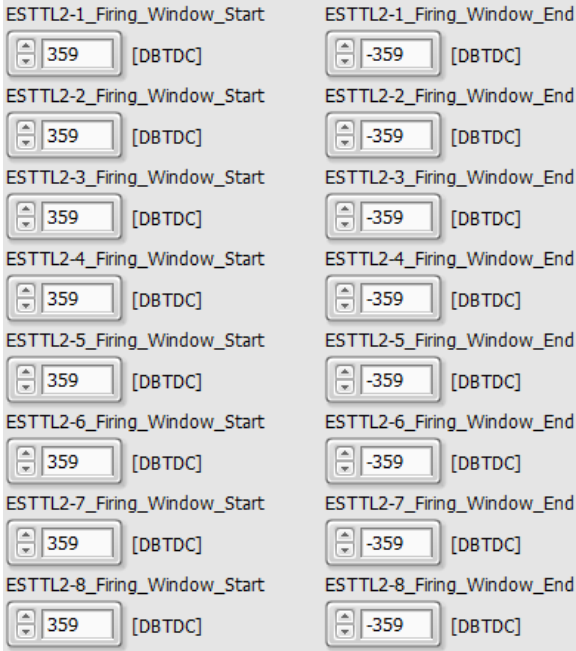 ESTTL2-1_Firing_Window_Start ESTTL2-1_Firing_Window_End
359 [DBTDC] -359 [DBTDC]
ESTTL2-2_Firing_Window_Start ESTTL2-2_Firing_Window_End
359 [DBTDC] -359 [DBTDC]
ESTTL2-3_Firing_Window_Start ESTTL2-3_Firing_Window_End
359 [DBTDC] -359 [DBTDC]
ESTTL2-4_Firing_Window_Start ESTTL2-4_Firing_Window_End
359 [DBTDC] -359 [DBTDC]
ESTTL2-5_Firing_Window_Start ESTTL2-5_Firing_Window_End
359 [DBTDC] -359 [DBTDC]
ESTTL2-6_Firing_Window_Start ESTTL2-6_Firing_Window_End
359 [DBTDC] -359 [DBTDC]
ESTTL2-7_Firing_Window_Start ESTTL2-7_Firing_Window_End
359 [DBTDC] -359 [DBTDC]
ESTTL2-8_Firing_Window_Start ESTTL2-8_Firing_Window_End
359 [DBTDC] -359 [DBTDC]